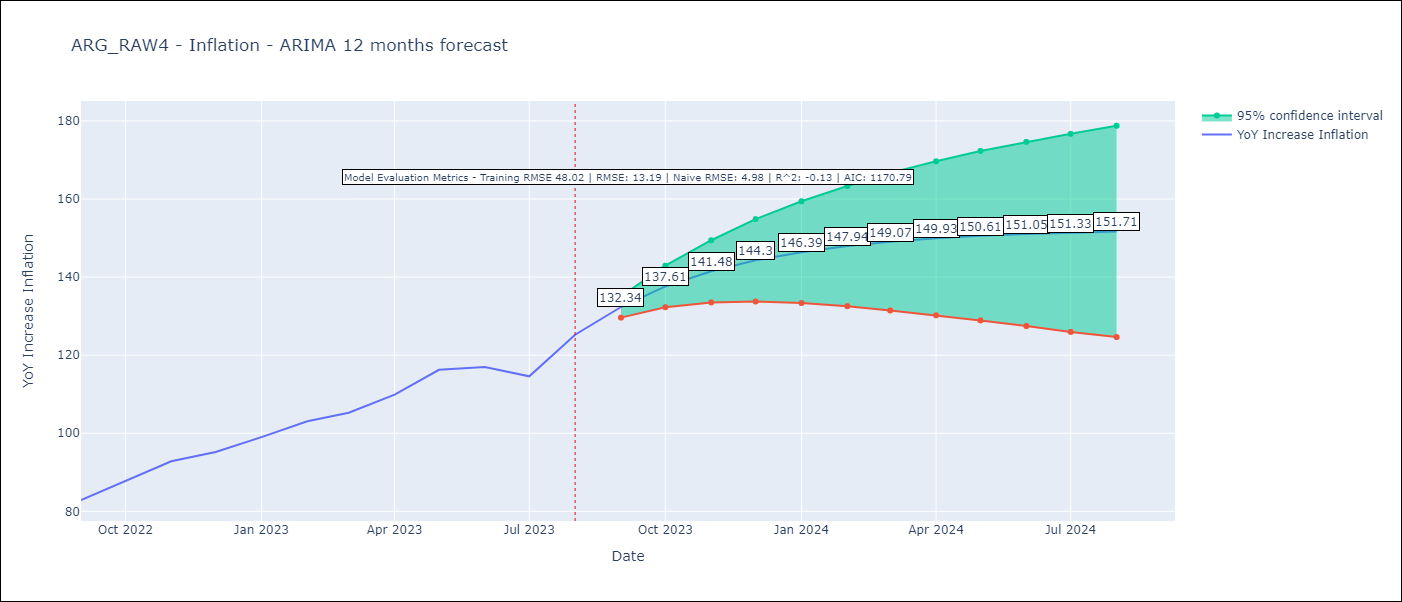 ARG_RAW4 - Inflation - ARIMA 12 months forecast
95% confidence interval
YoY Increase Inflation
Model Evaluation Metrics - Training RMSE 48.02 | RMSE: 13.19 | Naive RMSE: 4.98 | R^2: -0.13 | AIC: 1170.79
YoY Increase Inflation
180
160
140
120
100
80
132.34
137.61
141.48
144.3
146.39
147.94
149.07
149.93
150.61
151.05
151.33
151.71
Oct 2022
Jan 2023
Apr 2023
Jul 2023
Oct 2023
Jan 2024
Apr 2024
Jul 2024
Date